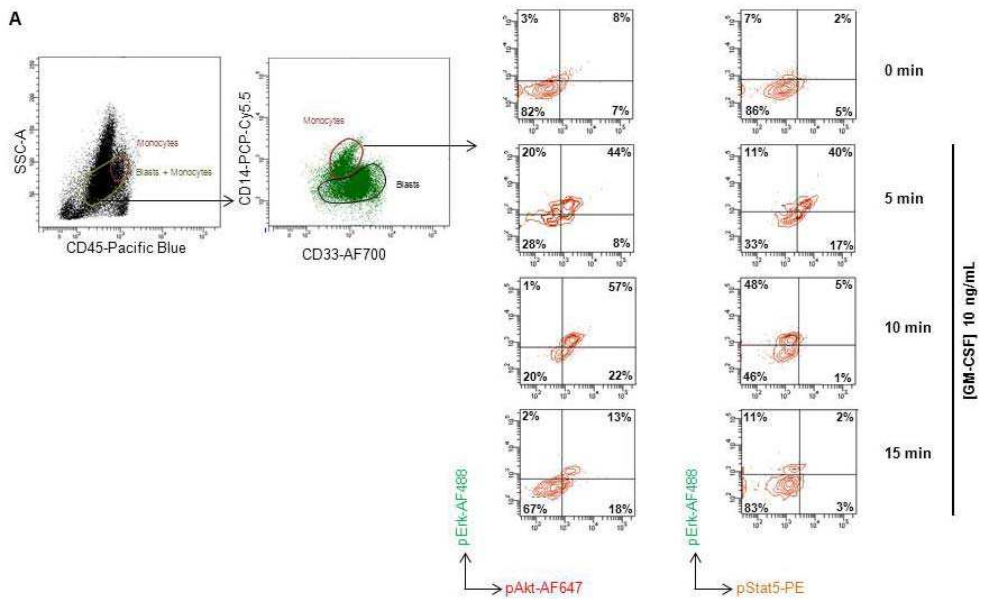 A
SSC-A
Monocytes
Blasts + Monocytes
CD45-Pacific Blue
CD14-PCP-Cy5.5
Monocytes
Blasts
CD33-AF700
3% 8%
82% 7%
7% 2%
86% 5%
0 min
20% 44%
28% 8%
11% 40%
33% 17%
5 min
1% 57%
20% 22%
48% 5%
46% 1%
10 min
2% 13%
67% 18%
11% 2%
83% 3%
15 min
[GM-CSF] 10 ng/mL
pErk-AF488
pAkt-AF647
pErk-AF488
pStat5-PE